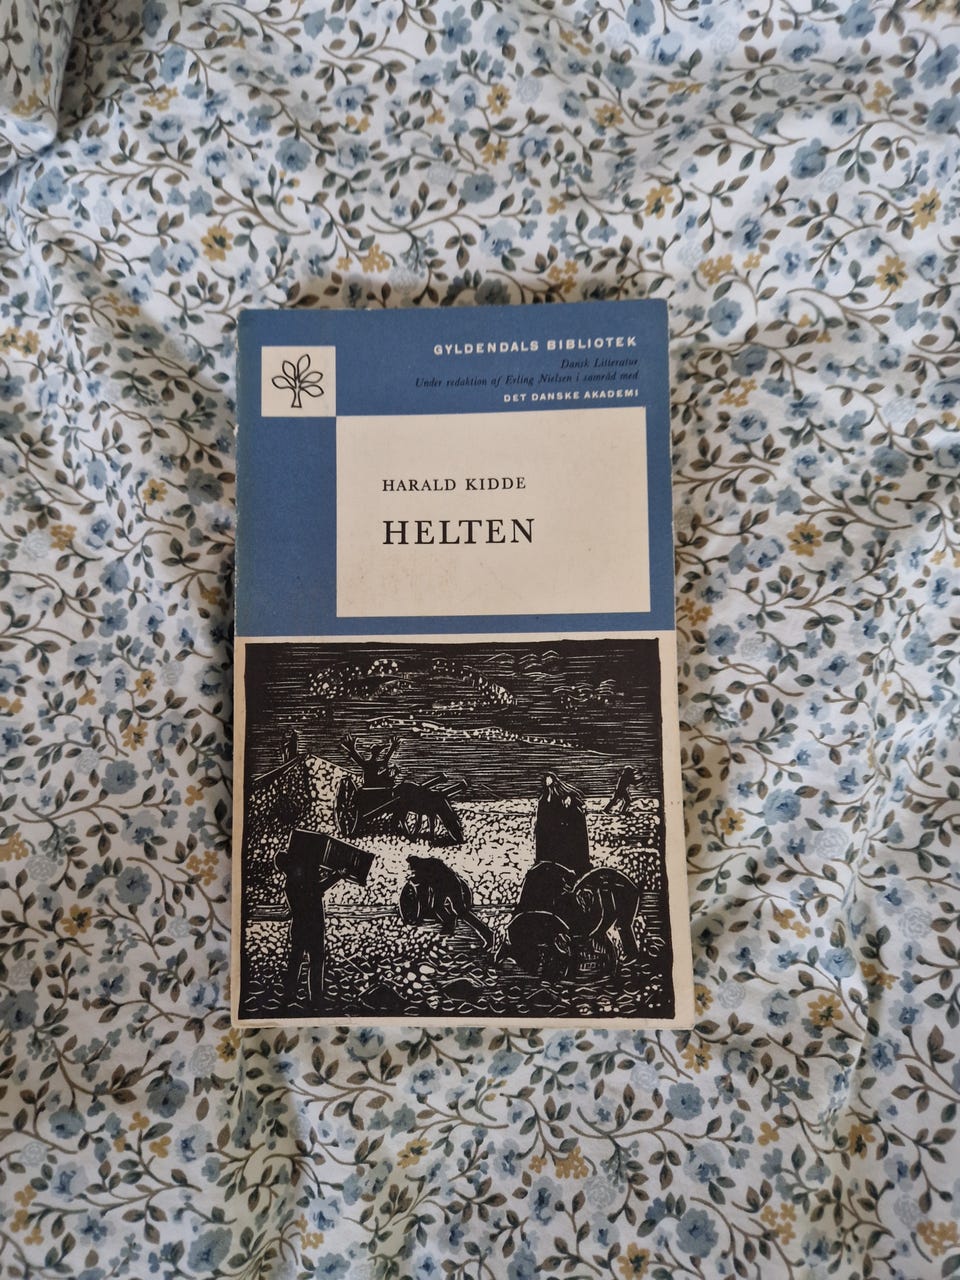 GYLDENDALS BIBLIOTEK
Dansk Litteratur
Under redaktion af Erling Nielsen i samråd med
DET DANSKE AKADEMI
HARALD KIDDE
HELTEN